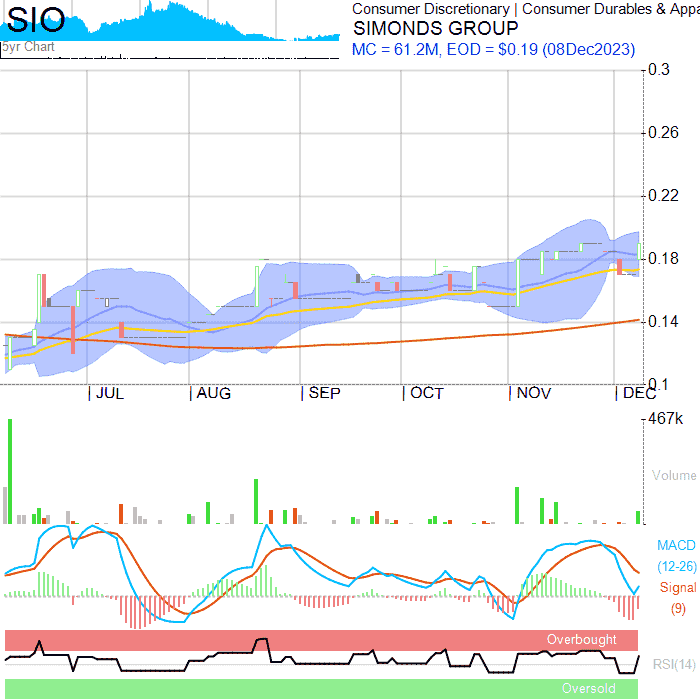 SIO
5yr Chart
Consumer Discretionary | Consumer Durables & Appa
SIMONDS GROUP
MC = 61.2M, EOD = $0.19 (08Dec2023)
0.3
0.26
0.22
0.18
0.14
0.1
JUL AUG SEP OCT NOV DEC
467k
Volume
MACD
(12-26)
Signal
(9)
Overbought
RSI(14)
Oversold